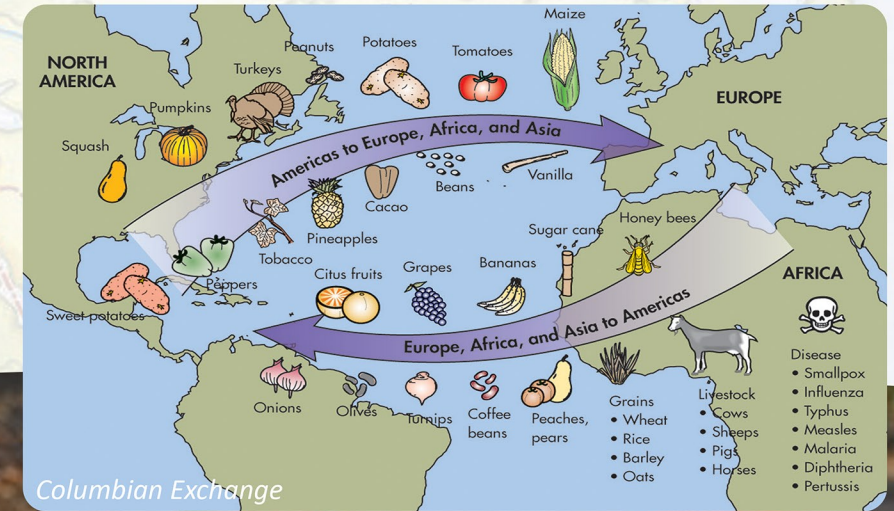 Maize
Peanuts
Potatoes
Tomatoes
NORTH
AMERICA
Turkeys
EUROPE
Pumpkins
Squash
Americas to Europe, Africa, and Asia
Beans
Vanilla
Cacao
Pineapples
Tobacco
Peppers
Sweet potatoes
Sugar cane
Honey bees
Citus fruits
Grapes
Bananas
AFRICA
Europe, Africa, and Asia to Americas
Onions
Olives
Turnips
Coffee
beans
Peaches,
pears
Grains
• Wheat
• Rice
• Barley
• Oats
Livestock
• Cows
• Sheeps
• Pigs
• Horses
Disease
• Smallpox
• Influenza
• Typhus
• Measles
• Malaria
• Diphtheria
• Pertussis
Columbian Exchange